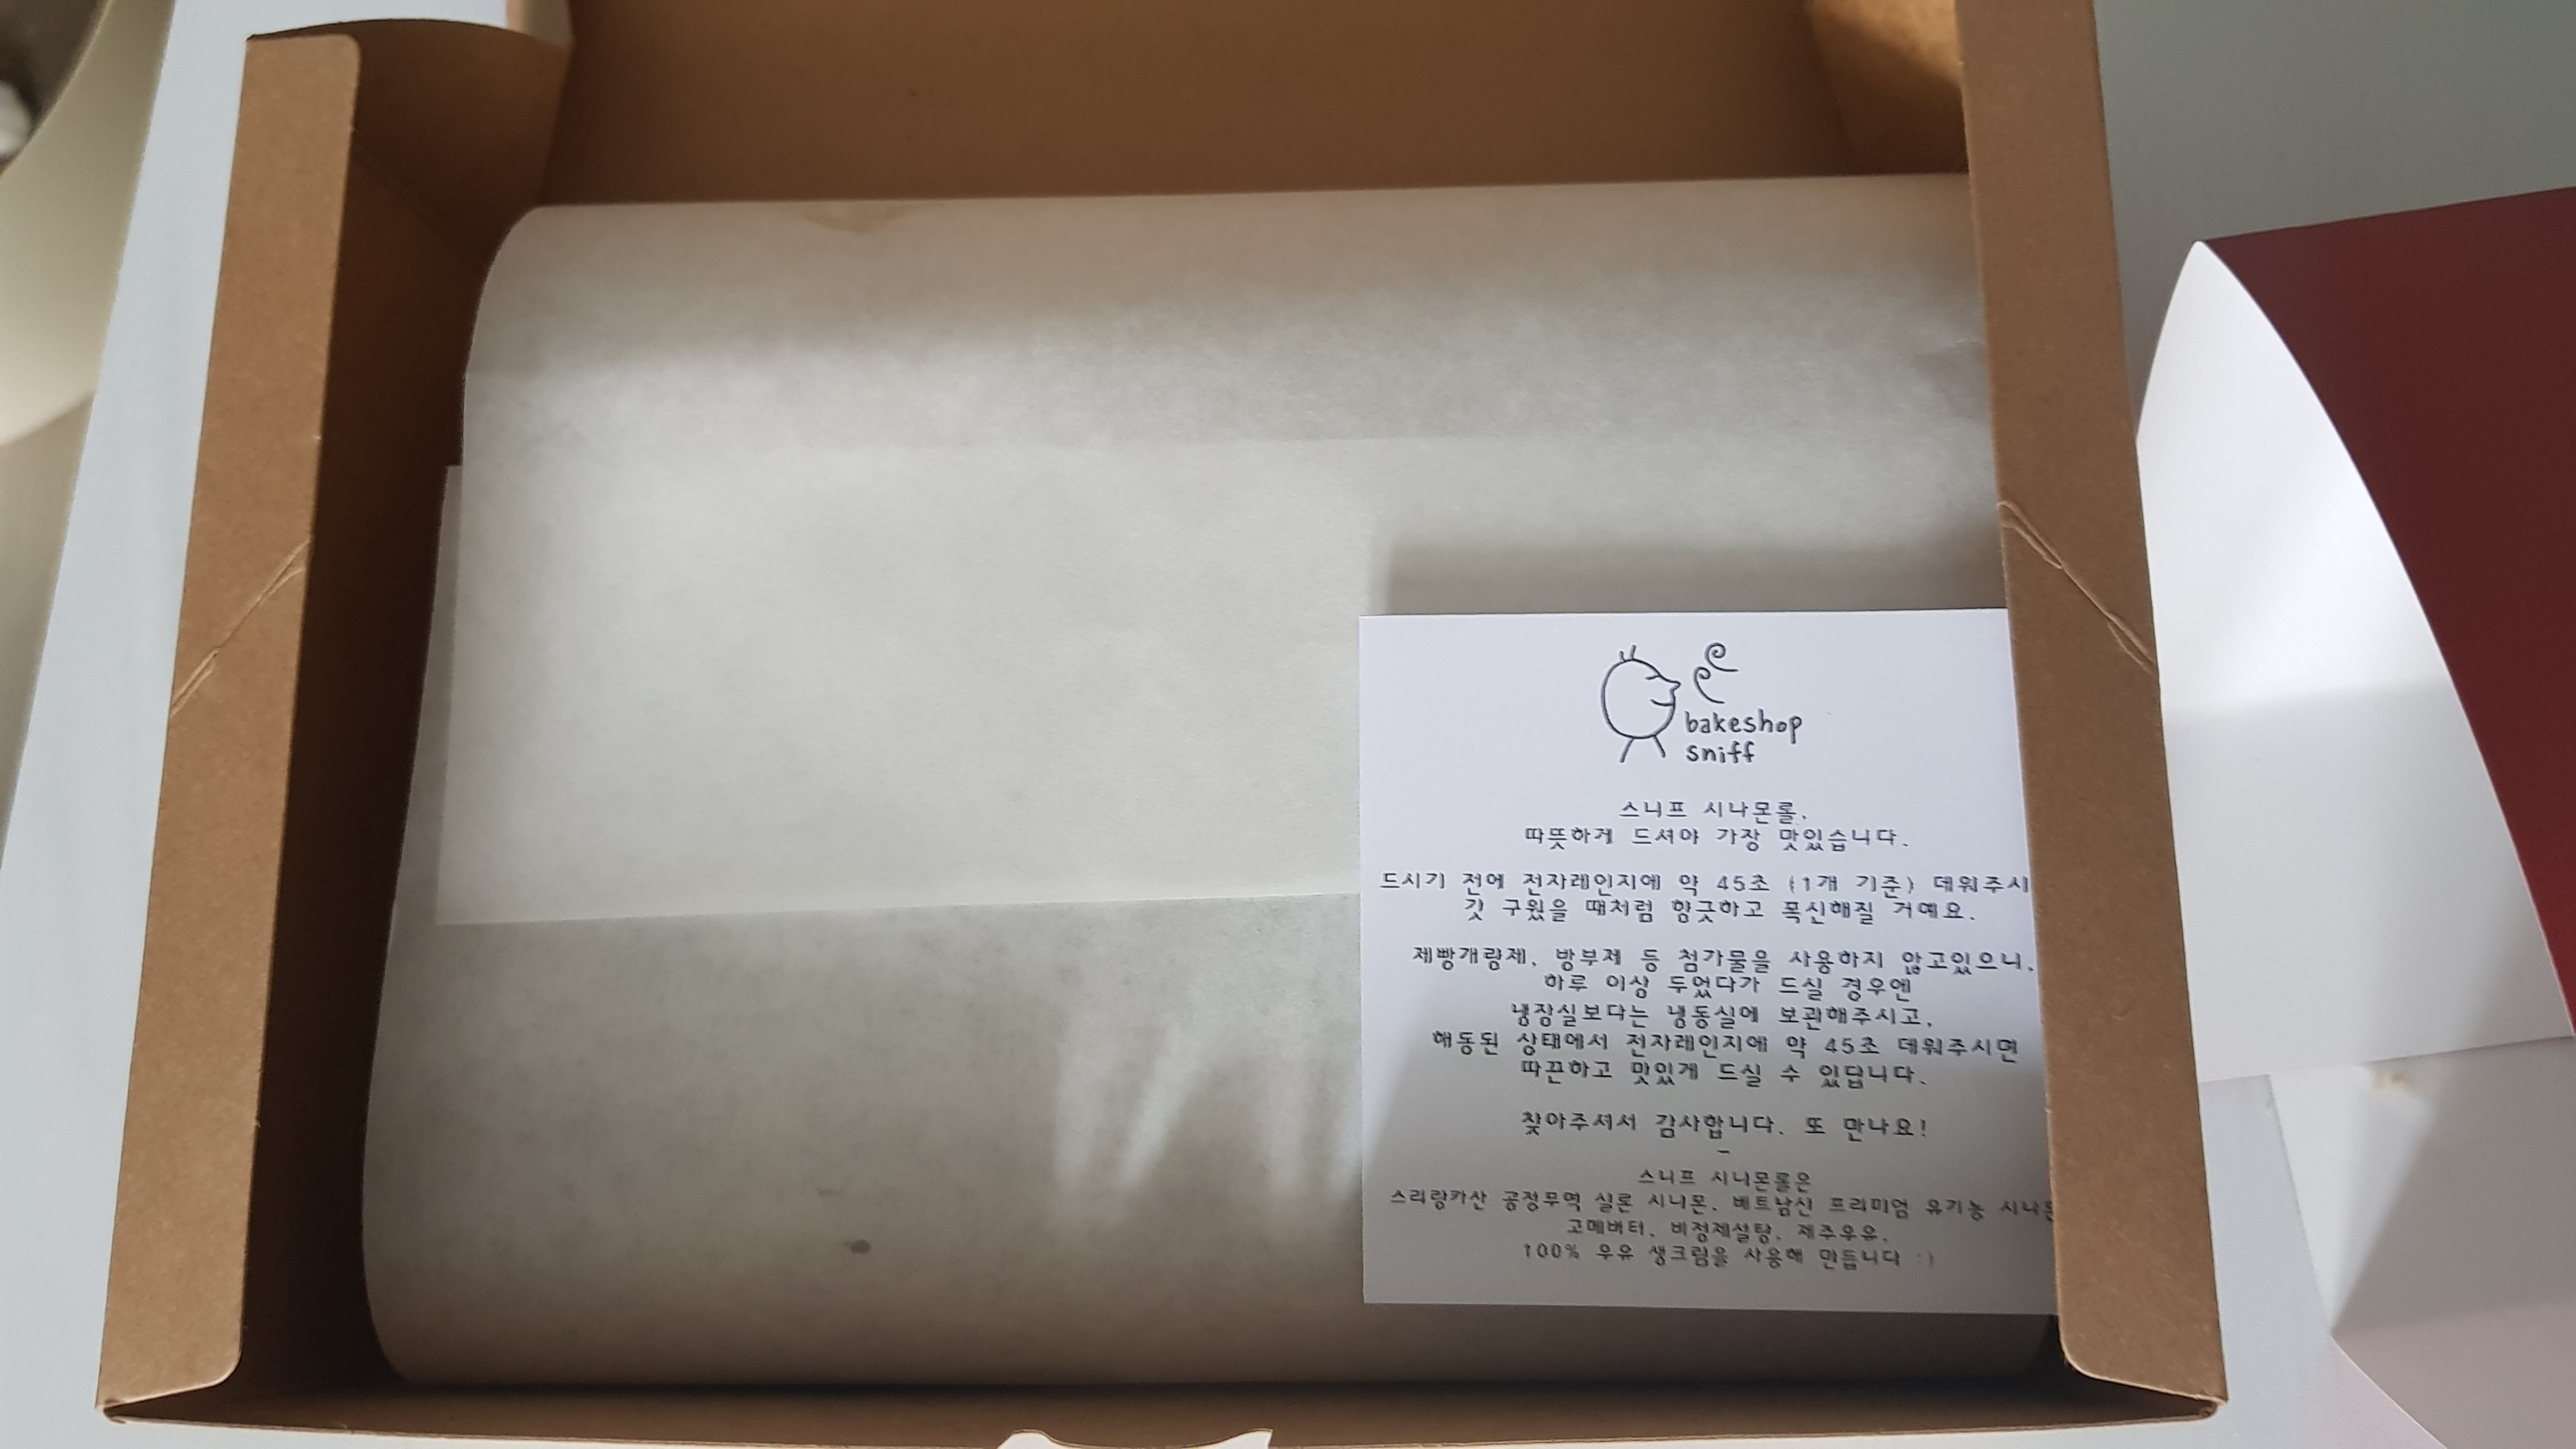 bakeshop
sniff
스니프 시나몬롤,
따뜻하게 드셔야 가장 맛있습니다.
드시기 전에 전자레인지에 약 45초 (1개 기준) 데워주시
갓 구웠을 때처럼 향긋하고 폭신해질 거예요.
제빵개량제, 방부제 등 첨가물을 사용하지 않고있으니,
하루 이상 두었다가 드실 경우엔
냉장실보다는 냉동실에 보관해주시고,
해동된 상태에서 전자레인지에 약 45초 데워주시면
따끈하고 맛있게 드실 수 있답니다.
찾아주셔서 감사합니다. 또 만나요!
-
스니프 시나몬롤은
스리랑카산 공정무역 실론 시나몬, 베트남산 프리미엄 유기농 시나몬
고메버터, 비정제설탕, 제주우유,
100% 우유 생크림을 사용해 만듭니다 :)